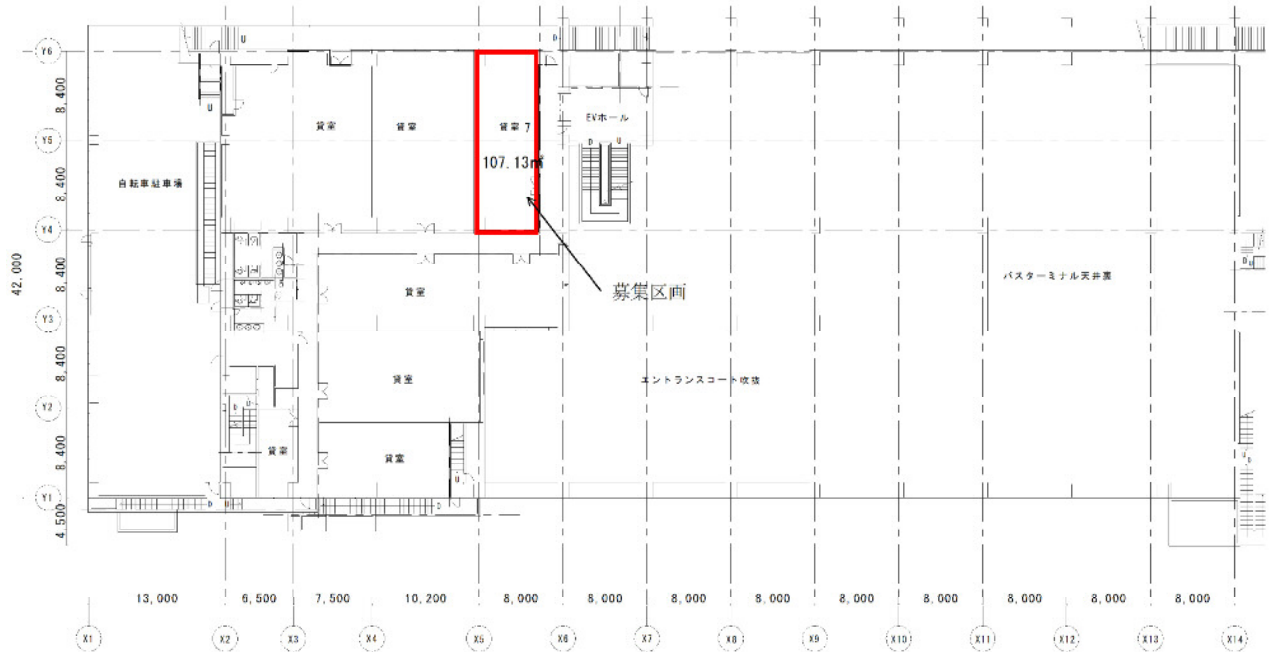 U
D
Y6
8,400
貸室
貸室
貸室 7
EVホール
U
Y5
D U
107.13㎡
自転車駐車場
8,400
Y4
42,000
8,400
バスターミナル天井裏
D
U
貸室
募集区画
Y3
8,400
貸室
エントランスコート吹抜
Y2
D U
8,400
貸室
貸室
U
U
D
Y1
D U
D
4,500
13,000 6,500 7,500 10,200 8,000 8,000 8,000 8,000 8,000 8,000 8,000 8,000 8,000
X1 X2 X3 X4 X5 X6 X7 X8 X9 X10 X11 X12 X13 X14